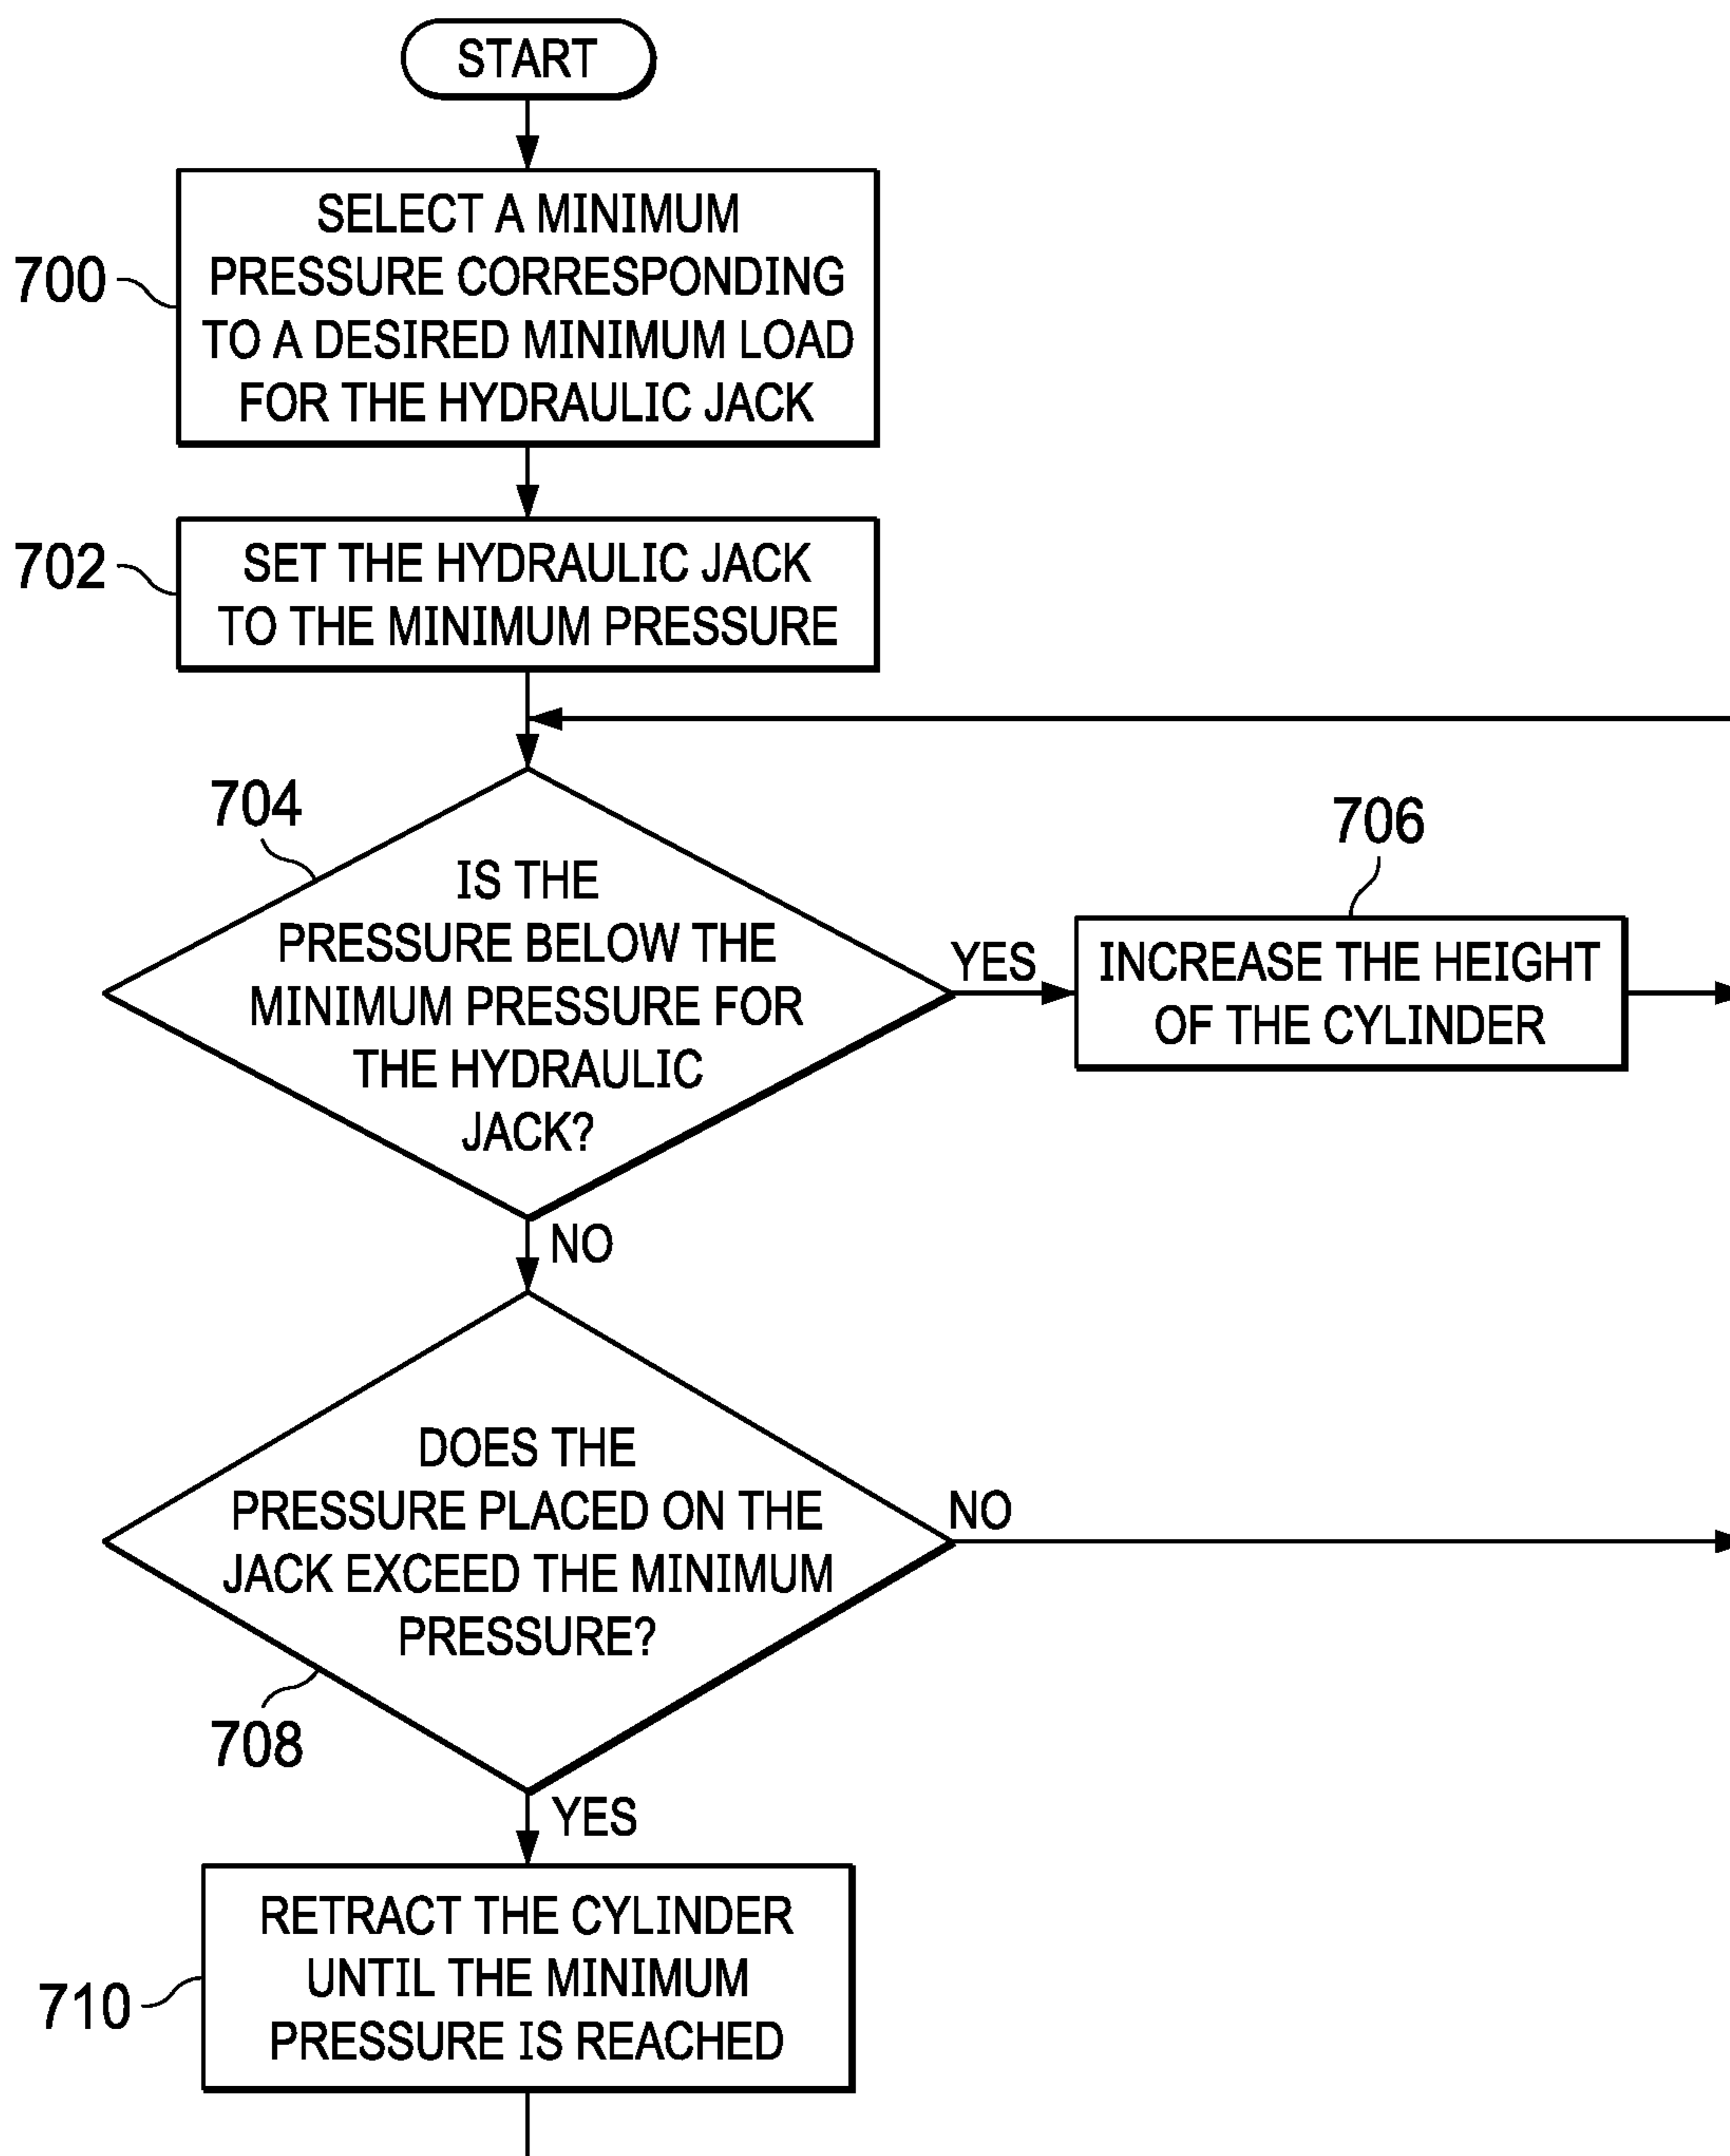 START
700
SELECT A MINIMUM
PRESSURE CORRESPONDING
TO A DESIRED MINIMUM LOAD
FOR THE HYDRAULIC JACK
702
SET THE HYDRAULIC JACK
TO THE MINIMUM PRESSURE
704
IS THE
PRESSURE BELOW THE
MINIMUM PRESSURE FOR
THE HYDRAULIC
JACK?
YES
706
INCREASE THE HEIGHT
OF THE CYLINDER
NO
DOES THE
PRESSURE PLACED ON THE
JACK EXCEED THE MINIMUM
PRESSURE?
NO
708
YES
710
RETRACT THE CYLINDER
UNTIL THE MINIMUM
PRESSURE IS REACHED